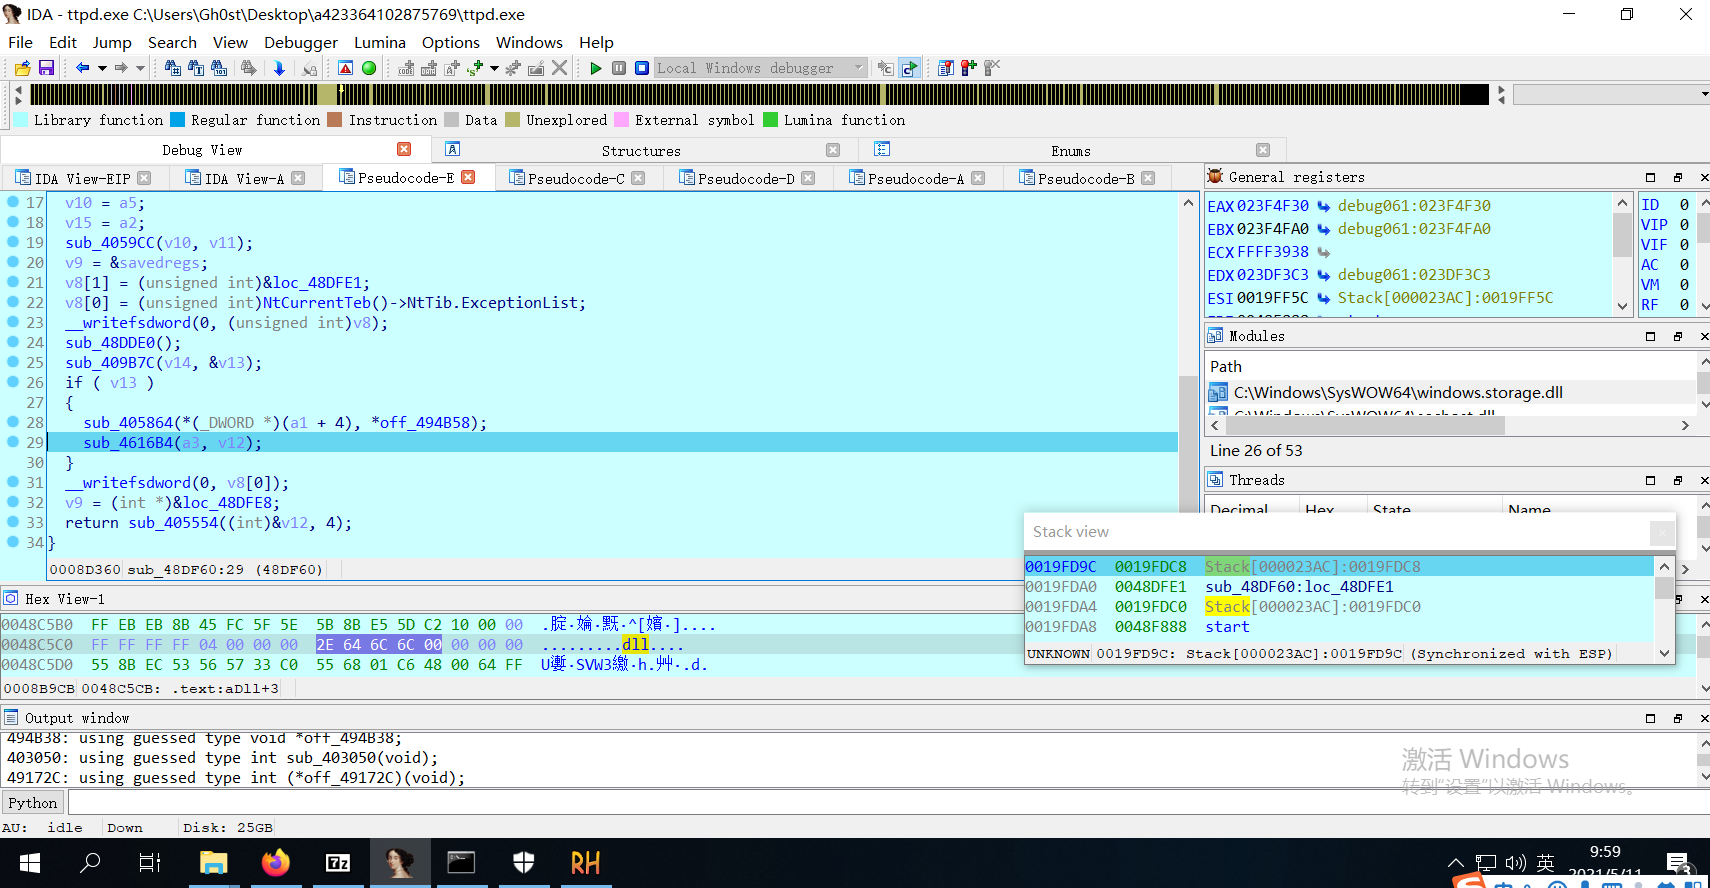 IDA - ttpd.exe C:\Users\Gh0st\Desktop\a423364102875769\ttpd.exe
File Edit Jump Search View Debugger Lumina Options Windows Help
Local Windows debugger
Library function Regular function Instruction Data Unexplored External symbol Lumina function
Debug View Structures Enums
IDA View-EIP IDA View-A Pseudocode-E Pseudocode-C Pseudocode-D Pseudocode-A Pseudocode-B
17 v10 = a5;
18 v15 = a2;
19 sub_4059CC(v10, v11);
20 v9 = &savedregs;
21 v8[1] = (unsigned int)&loc_48DFE1;
22 v8[0] = (unsigned int)NtCurrentTeb()->NtTib.ExceptionList;
23 __writefsdword(0, (unsigned int)v8);
24 sub_48DDE0();
25 sub_409B7C(v14, &v13);
26 if ( v13 )
27 {
28 sub_405864(*(_DWORD *)(a1 + 4), *off_494B58);
29 sub_4616B4(a3, v12);
30 }
31 __writefsdword(0, v8[0]);
32 v9 = (int *)&loc_48DFE8;
33 return sub_405554((int)&v12, 4);
34 }
0008D360 sub_48DF60:29 (48DF60)
General registers
EAX 023F4F30 debug061:023F4F30
EBX 023F4FA0 debug061:023F4FA0
ECX FFFF3938
EDX 023DF3C3 debug061:023DF3C3
ESI 0019FF5C Stack[000023AC]:0019FF5C
ID 0
VIP 0
VIF 0
AC 0
VM 0
RF 0
Modules
Path
C:\Windows\SysWOW64\windows.storage.dll
Line 26 of 53
Threads
Decimal Hex State Name
Stack view
0019FD9C 0019FDC8 Stack[000023AC]:0019FDC8
0019FDA0 0048DFE1 sub_48DF60:loc_48DFE1
0019FDA4 0019FDC0 Stack[000023AC]:0019FDC0
0019FDA8 0048F888 start
UNKNOWN 0019FD9C: Stack[000023AC]:0019FD9C (Synchronized with ESP)
Hex View-1
0048C5B0 FF EB EB 8B 45 FC 5F 5E 5B 8B E5 5D C2 10 00 00
0048C5C0 FF FF FF FF 04 00 00 00 2E 64 6C 6C 00 00 00 00 .........dll....
0048C5D0 55 8B EC 53 56 57 33 C0 55 68 01 C6 48 00 64 FF
0008B9CB 0048C5CB: .text:aDll+3
Output window
494B38: using guessed type void *off_494B38;
403050: using guessed type int sub_403050(void);
49172C: using guessed type int (*off_49172C)(void);
Python
AU: idle Down Disk: 25GB
激活 Windows
转到"设置"以激活 Windows。
7z
RH
英
9:59
2021/5/11
3